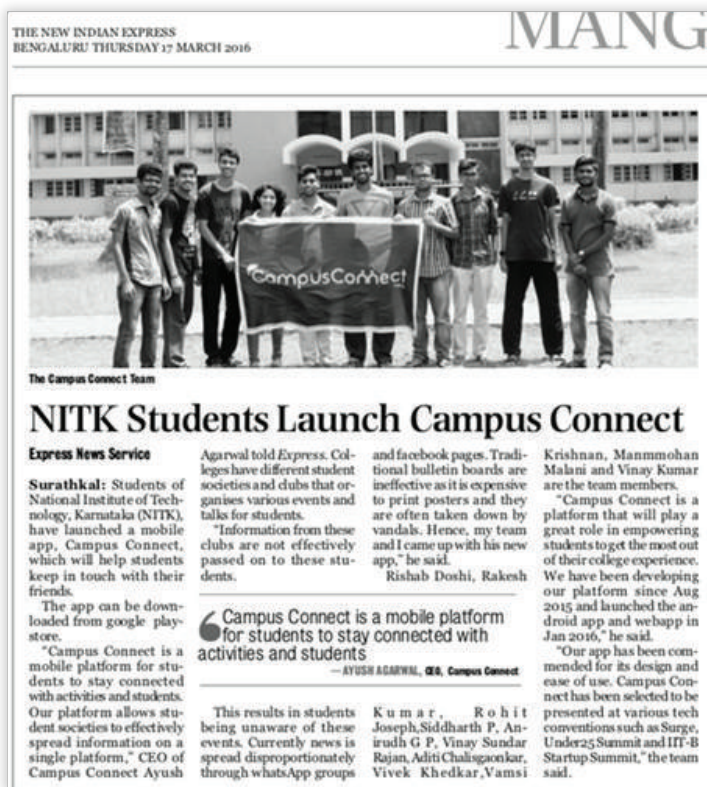 THE NEW INDIAN EXPRESS
BENGALURU THURSDAY 17 MARCH 2016
MANG
CampusConnect
The Campus Connect Team
NITK Students Launch Campus Connect
Express News Service
Surathkal: Students of
National Institute of Tech-
nology, Karnataka (NITK),
have launched a mobile
app, Campus Connect,
which will help students
keep in touch with their
friends.
The app can be down-
loaded from google play-
store.
"Campus Connect is a
mobile platform for stu-
dents to stay connected
with activities and students.
Our platform allows stu-
dent societies to effectively
spread information on a
single platform," CEO of
Campus Connect Ayush
Agarwal told Express. Col-
leges have different student
societies and clubs that or-
ganises various events and
talks for students.
"Information from these
clubs are not effectively
passed on to these stu-
dents.
This results in students
being unaware of these
events. Currently news is
spread disproportionately
through whatsApp groups
and facebook pages. Tradi-
tional bulletin boards are
ineffective as it is expensive
to print posters and they
are often taken down by
vandals. Hence, my team
and I came up with his new
app," he said.
Rishab Doshi, Rakesh
Kumar, Rohit
Joseph,Siddharth P, An-
irudh G P, Vinay Sundar
Rajan, Aditi Chalisgaonkar,
Vivek Khedkar,Vamsi
Krishnan, Manmmohan
Malani and Vinay Kumar
are the team members.
"Campus Connect is a
platform that will play a
great role in empowering
students to get the most out
of their college experience.
We have been developing
our platform since Aug
2015 and launched the an-
droid app and webapp in
Jan 2016," he said.
"Our app has been com-
mended for its design and
ease of use. Campus Con-
nect has been selected to be
presented at various tech
conventions such as Surge,
Under25 Summit and IIT-B
Startup Summit," the team
said.
Campus Connect is a mobile platform
for students to stay connected with
activities and students
— AYUSH AGARWAL, CEO, Campus Connect